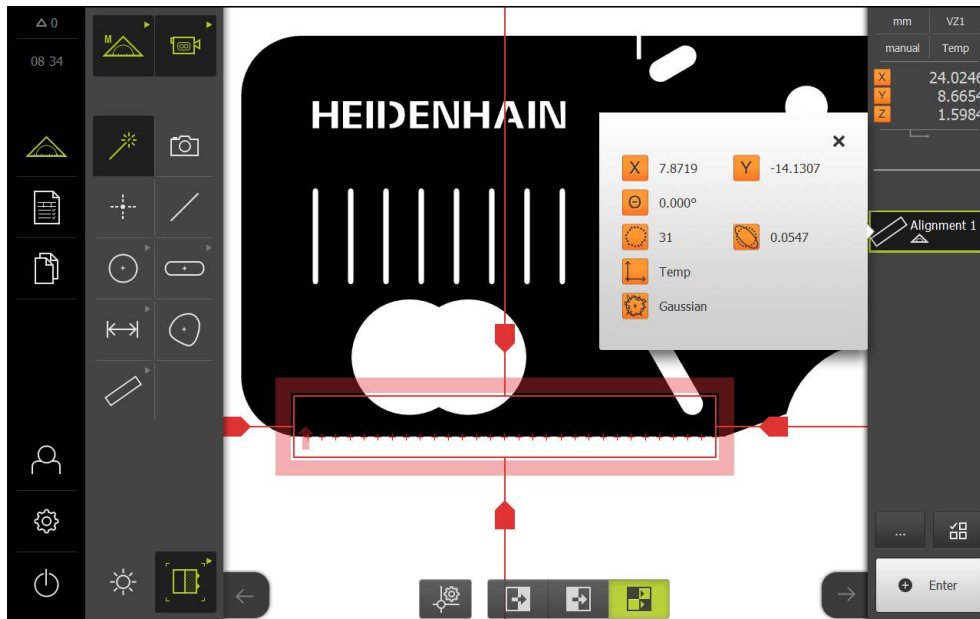 0
08 34
M
HEIDENHAIN
X 7.8719 Y -14.1307
Θ 0.000°
31 0.0547
Temp
Gaussian
mm VZ1
manual Temp
X 24.0246
Y 8.6654
Z 1.5984
Alignment 1
...
Enter